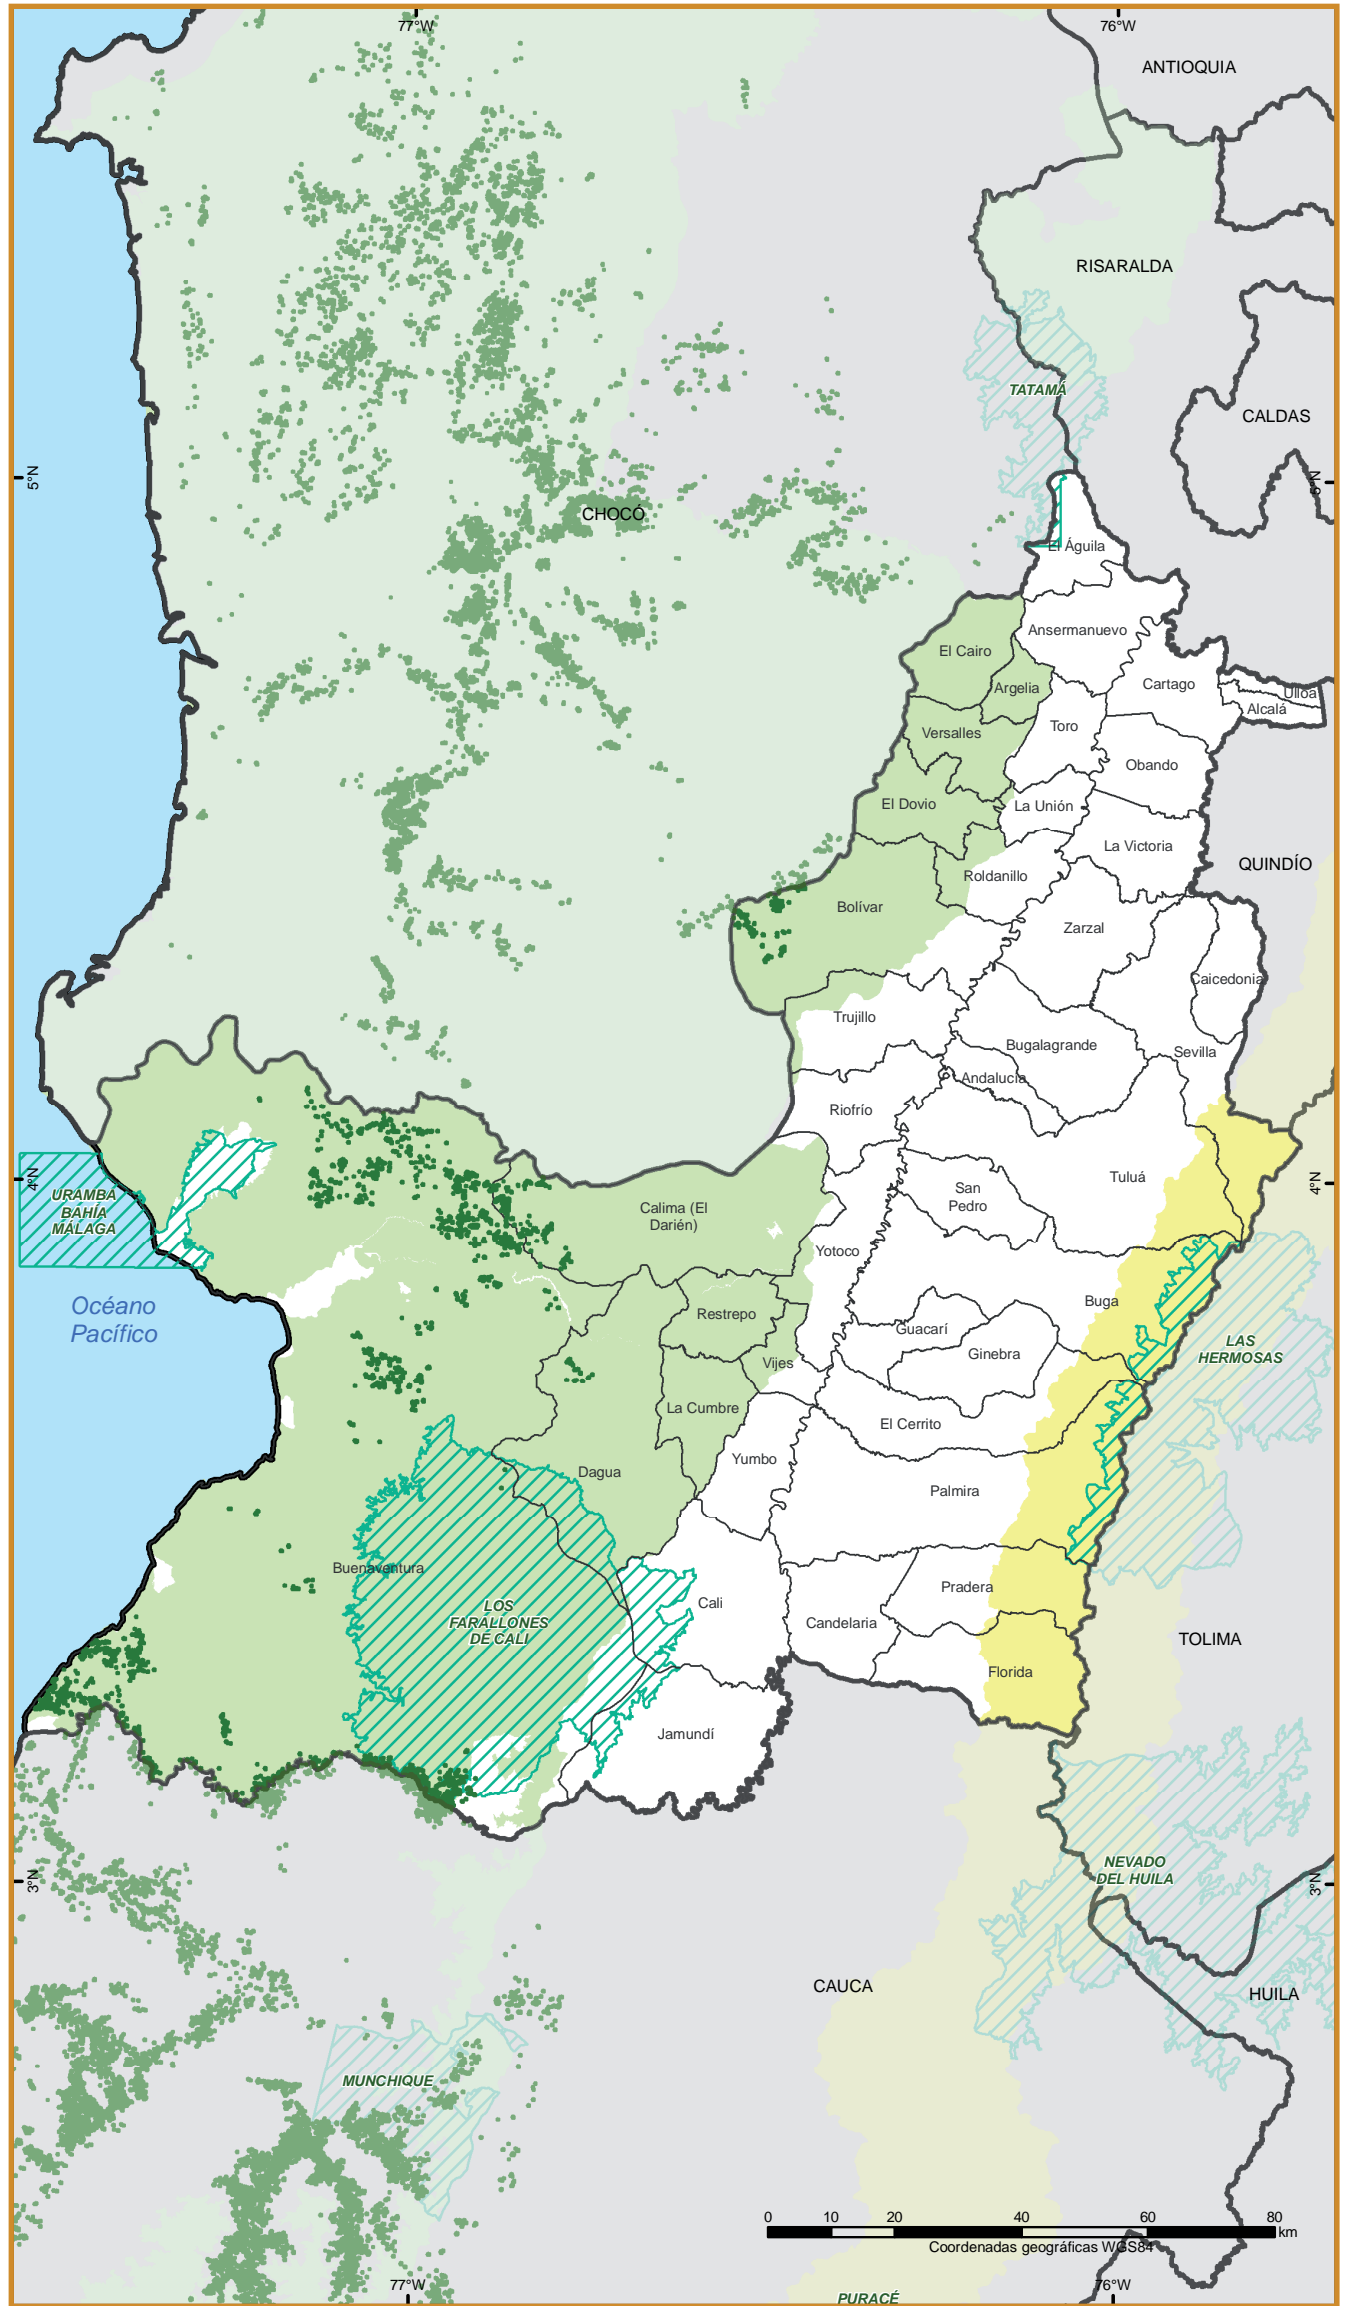 77°W
76°W
ANTIOQUIA
RISARALDA
TATAMÁ
CALDAS
5°N
5°N
CHOCÓ
El Águila
Ansermanuevo
El Cairo
Argelia
Cartago
Ulloa
Alcalá
Versalles
Toro
Obando
El Dovio
La Unión
La Victoria
QUINDÍO
Roldanillo
Bolívar
Zarzal
Caicedonia
Trujillo
Bugalagrande
Sevilla
Andalucía
Riofrío
4°N
4°N
URAMBA
BAHÍA
MÁLAGA
Tuluá
San
Pedro
Calima (El
Darién)
Yotoco
Océano
Pacífico
Buga
Restrepo
Guacarí
Ginebra
LAS
HERMOSAS
Vijes
La Cumbre
El Cerrito
Yumbo
Dagua
Palmira
Buenaventura
Pradera
LOS
FARALLONES
DE CALI
Cali
Candelaria
TOLIMA
Florida
Jamundí
NEVADO
DEL HUILA
3°N
3°N
CAUCA
HUILA
MUNCHIQUE
0 10 20 40 60 80
km
Coordenadas geográficas WGS84
77°W
76°W
PURACÉ